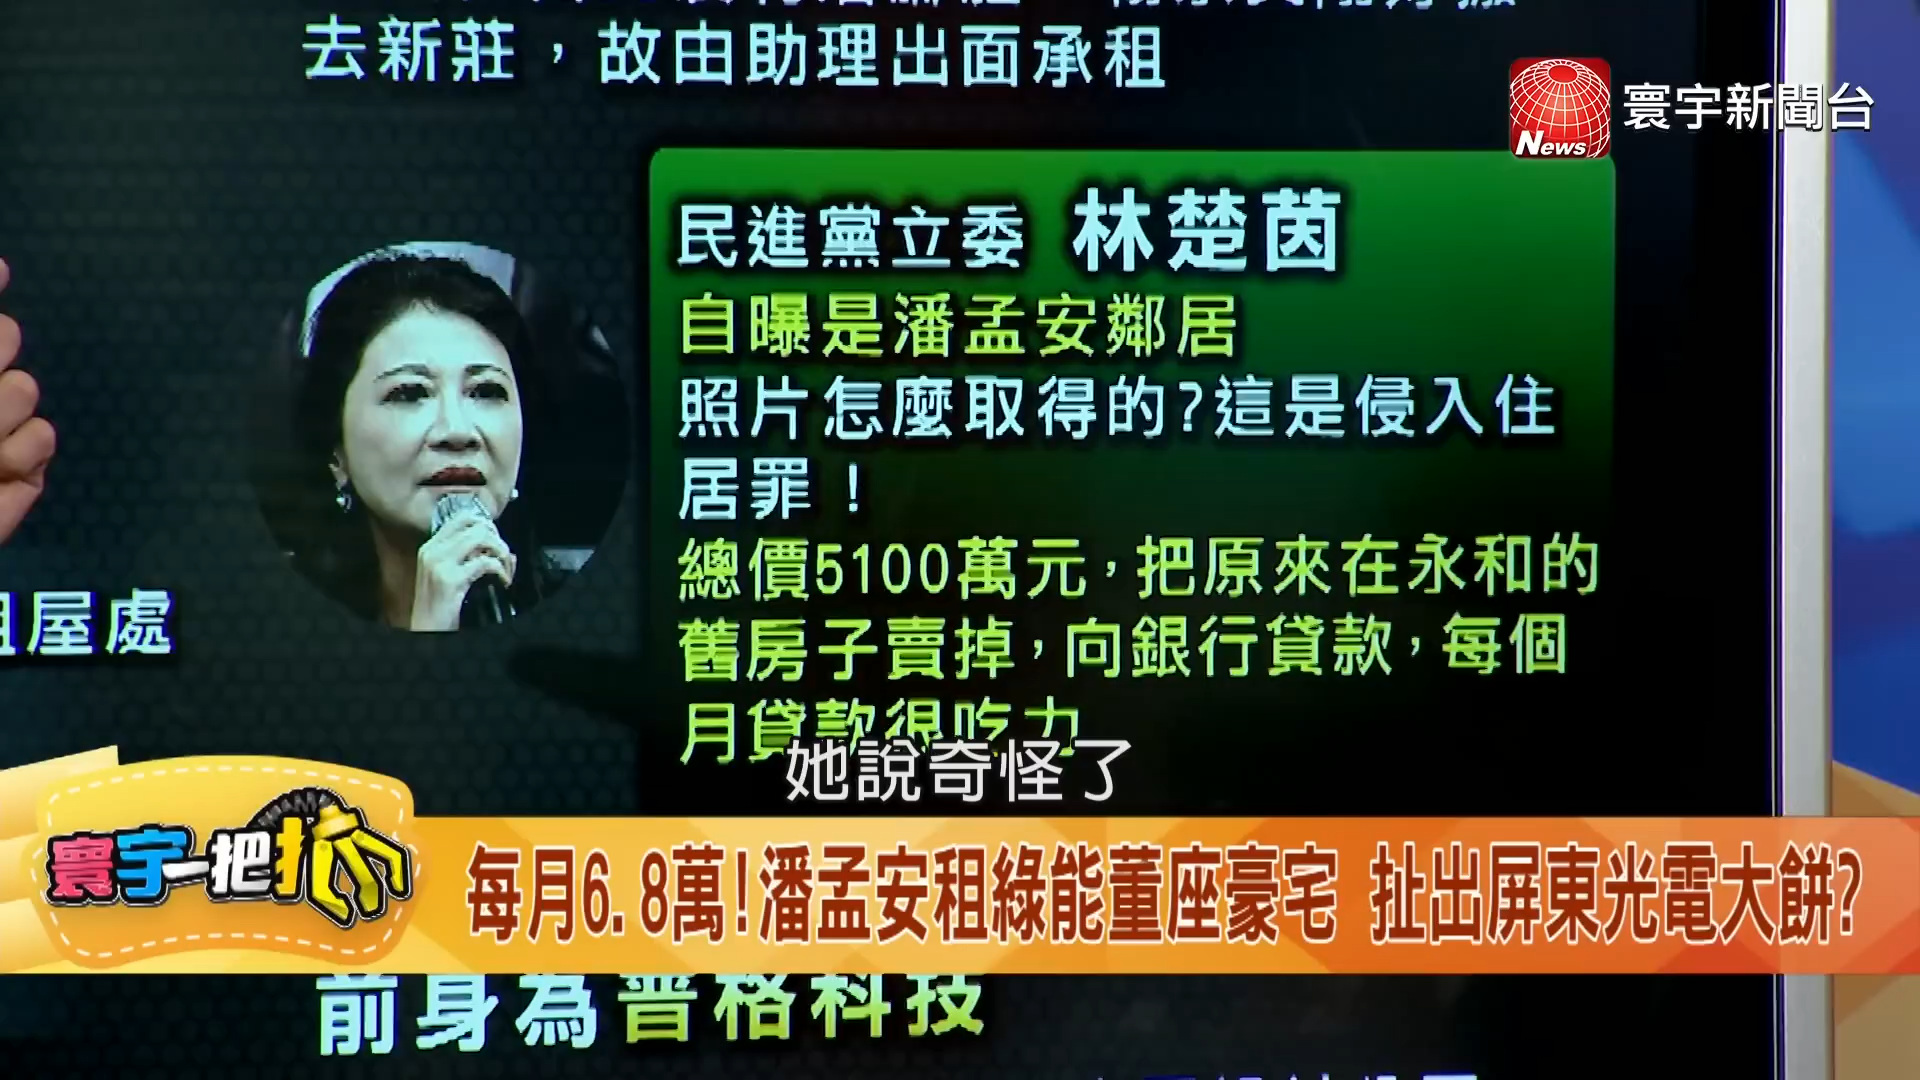 去新莊，故由助理出面承租
寰宇新聞台
News
民進黨立委 林楚茵
自曝是潘孟安鄰居
照片怎麼取得的?這是侵入住
居罪！
總價5100萬元，把原來在永和的
舊房子賣掉，向銀行貸款，每個
月貸款很吃力
屋處
她說奇怪了
寰宇一把抓
每月6.8萬!潘孟安租綠能董座豪宅 扯出屏東光電大餅?
前身為普格科技